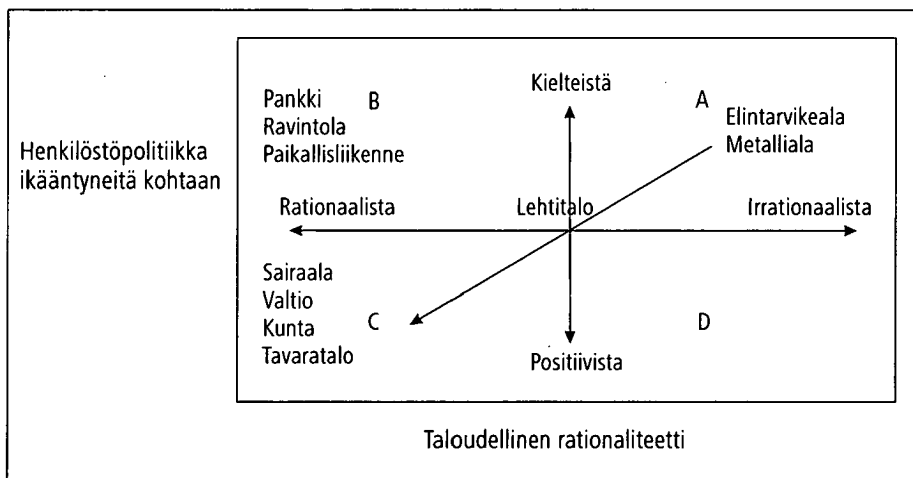 Kielteistä
Pankki B
Ravintola
Paikallisliikenne
A
Elintarvikeala
Metalliala
Henkilöstöpolitiikka
ikääntyneitä kohtaan
Rationaalista Lehtitalo Irrationaalista
Sairaala
Valtio
Kunta C
Tavaratalo
D
Positiivista
Taloudellinen rationaliteetti